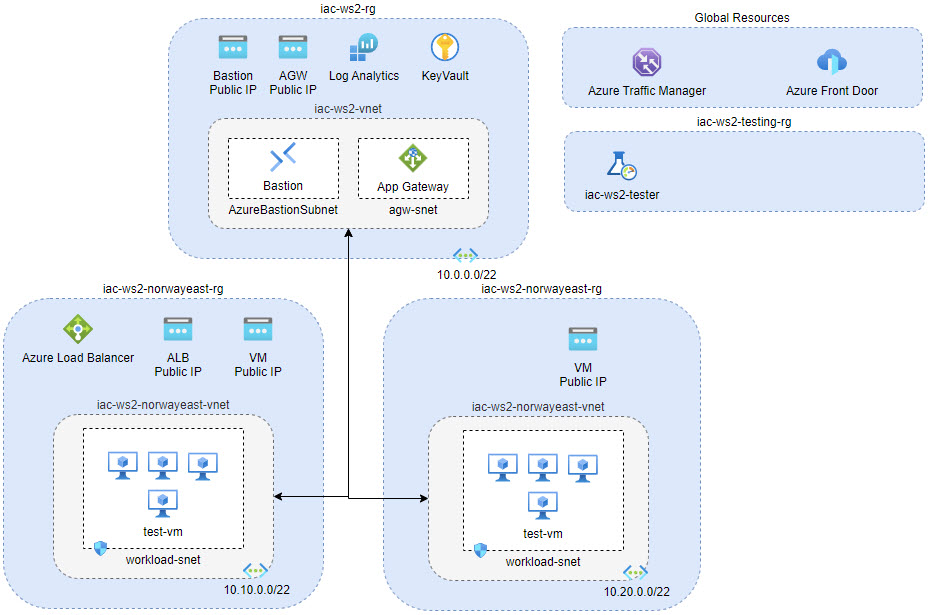 iac-ws2-rg
Bastion
Public IP
AGW
Public IP
Log Analytics
KeyVault
iac-ws2-vnet
Bastion
App Gateway
AzureBastionSubnet
agw-snet
10.0.0.0/22
Global Resources
Azure Traffic Manager
Azure Front Door
iac-ws2-testing-rg
iac-ws2-tester
iac-ws2-norwayeast-rg
Azure Load Balancer
ALB
Public IP
VM
Public IP
iac-ws2-norwayeast-vnet
test-vm
workload-snet
10.10.0.0/22
iac-ws2-norwayeast-rg
VM
Public IP
iac-ws2-norwayeast-vnet
test-vm
workload-snet
10.20.0.0/22